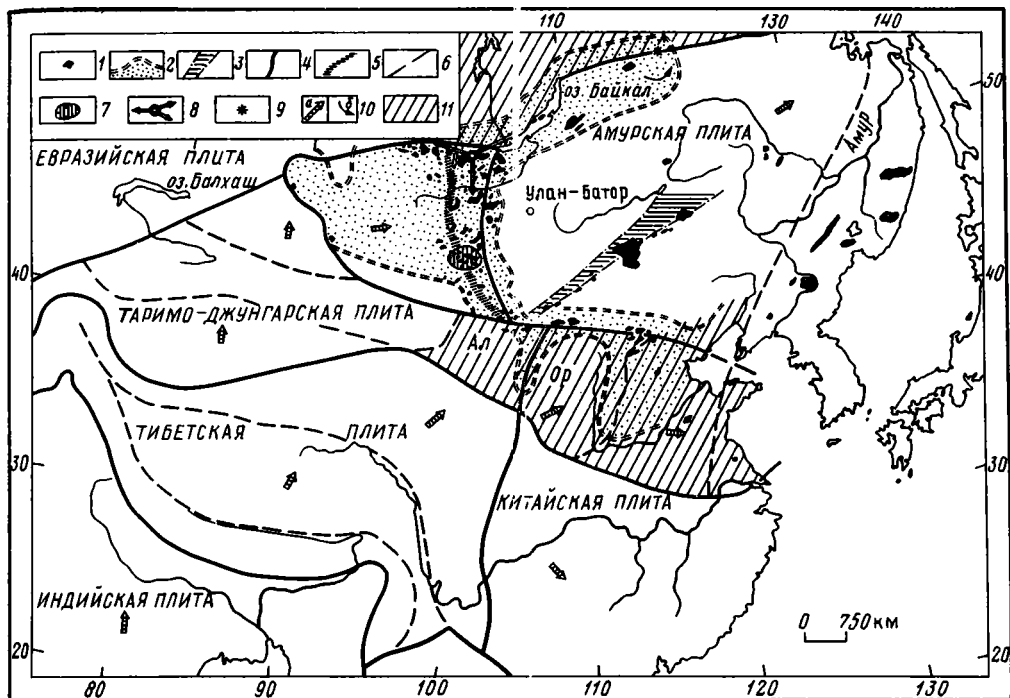 110 130 140
1 2 3 4 5 6
7 8 9 10 11
50
50
оз. Байкал
АМУРСКАЯ ПЛИТА
Амур
ЕВРАЗИЙСКАЯ ПЛИТА
оз. Балхаш
Улан-Батор
40
40
ТАРИМО-ДЖУНГАРСКАЯ ПЛИТА
Ал
ОР
ТИБЕТСКАЯ ПЛИТА
30
30
КИТАЙСКАЯ ПЛИТА
ИНДИЙСКАЯ ПЛИТА
0 750 км
20
20
80 90 100 110 120 130